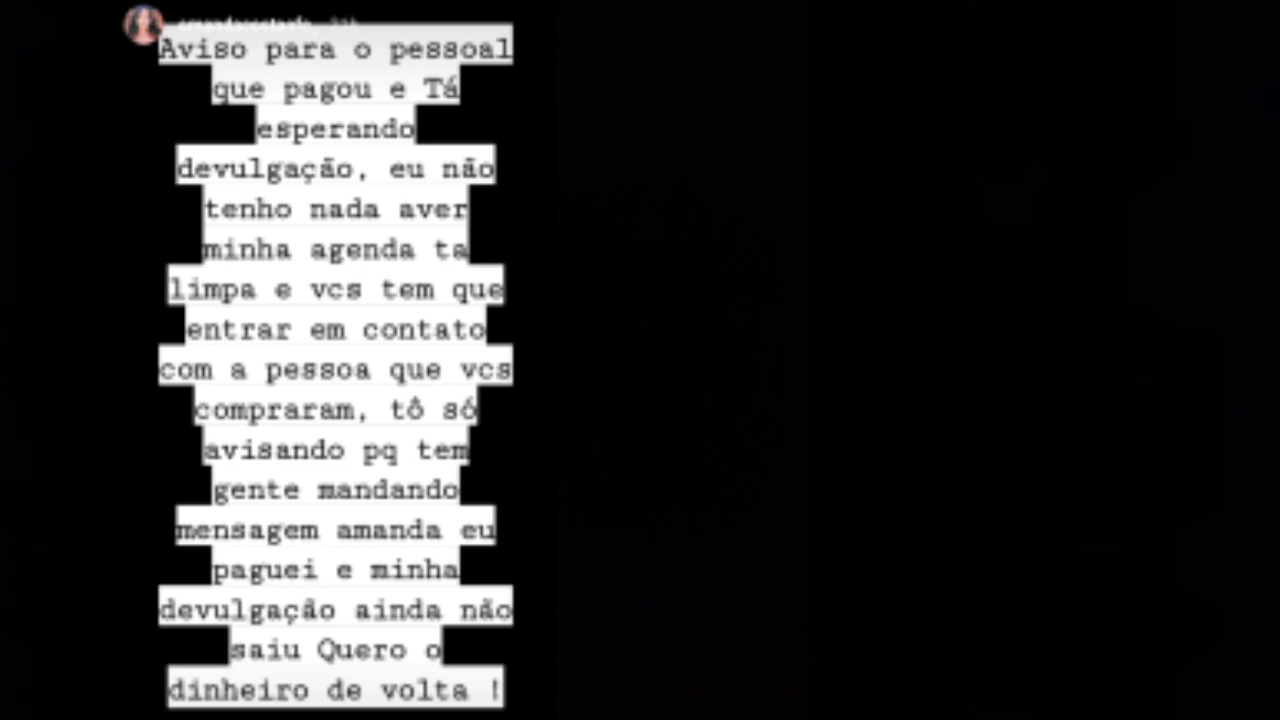 Aviso para o pessoal
que pagou e Tá
esperando
devulgação, eu não
tenho nada aver
minha agenda ta
limpa e vcs tem que
entrar em contato
com a pessoa que vcs
compraram, tô só
avisando pq tem
gente mandando
mensagem amanda eu
paguei e minha
devulgação ainda não
saiu Quero o
dinheiro de volta !